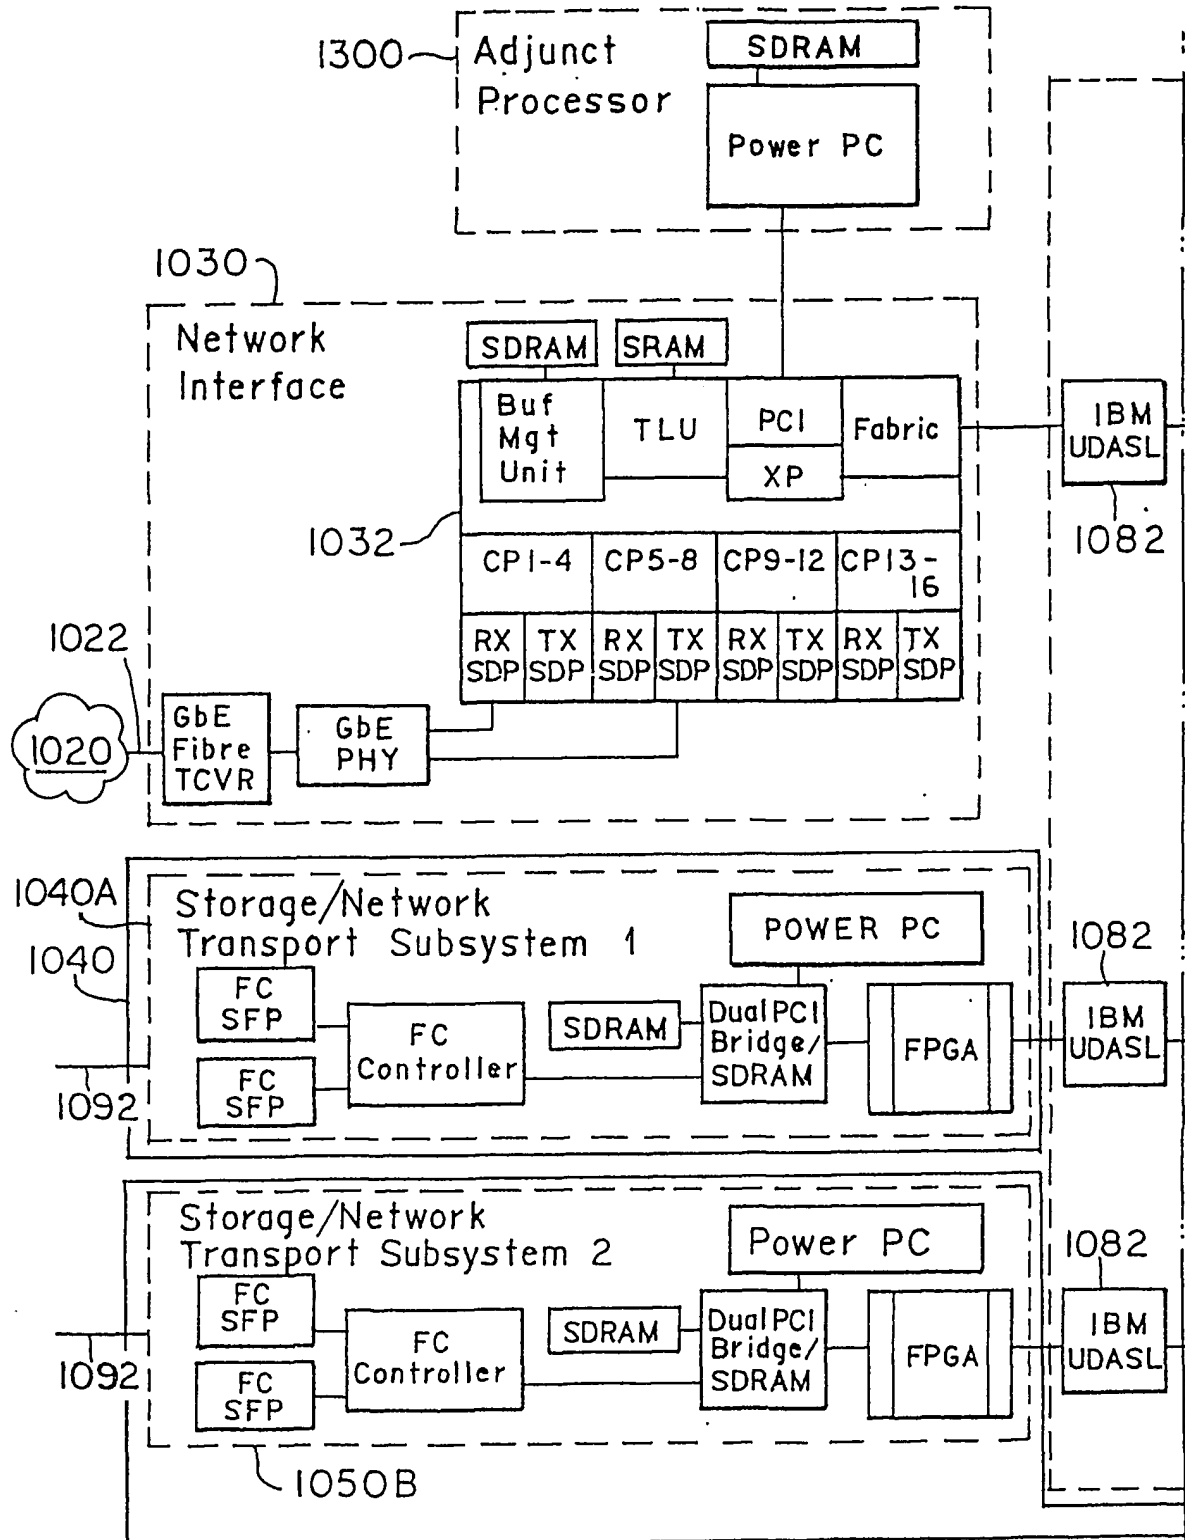 1300
Adjunct
Processor
SDRAM
Power PC
1030
Network
Interface
SDRAM
SRAM
Buf
Mgt
Unit
TLU
PCI
XP
Fabric
IBM
UDASL
1082
1032
CP1-4
CP5-8
CP9-12
CP13-
16
RX
SDP
TX
SDP
RX
SDP
TX
SDP
RX
SDP
TX
SDP
RX
SDP
TX
SDP
1022
1020
GbE
Fibre
TCVR
GbE
PHY
1040A
1040
Storage/Network
Transport Subsystem 1
POWER PC
FC
SFP
FC
SFP
FC
Controller
SDRAM
Dual PCI
Bridge/
SDRAM
FPGA
1082
IBM
UDASL
1092
Storage/Network
Transport Subsystem 2
Power PC
FC
SFP
FC
SFP
FC
Controller
SDRAM
Dual PCI
Bridge/
SDRAM
FPGA
1082
IBM
UDASL
1092
1050B